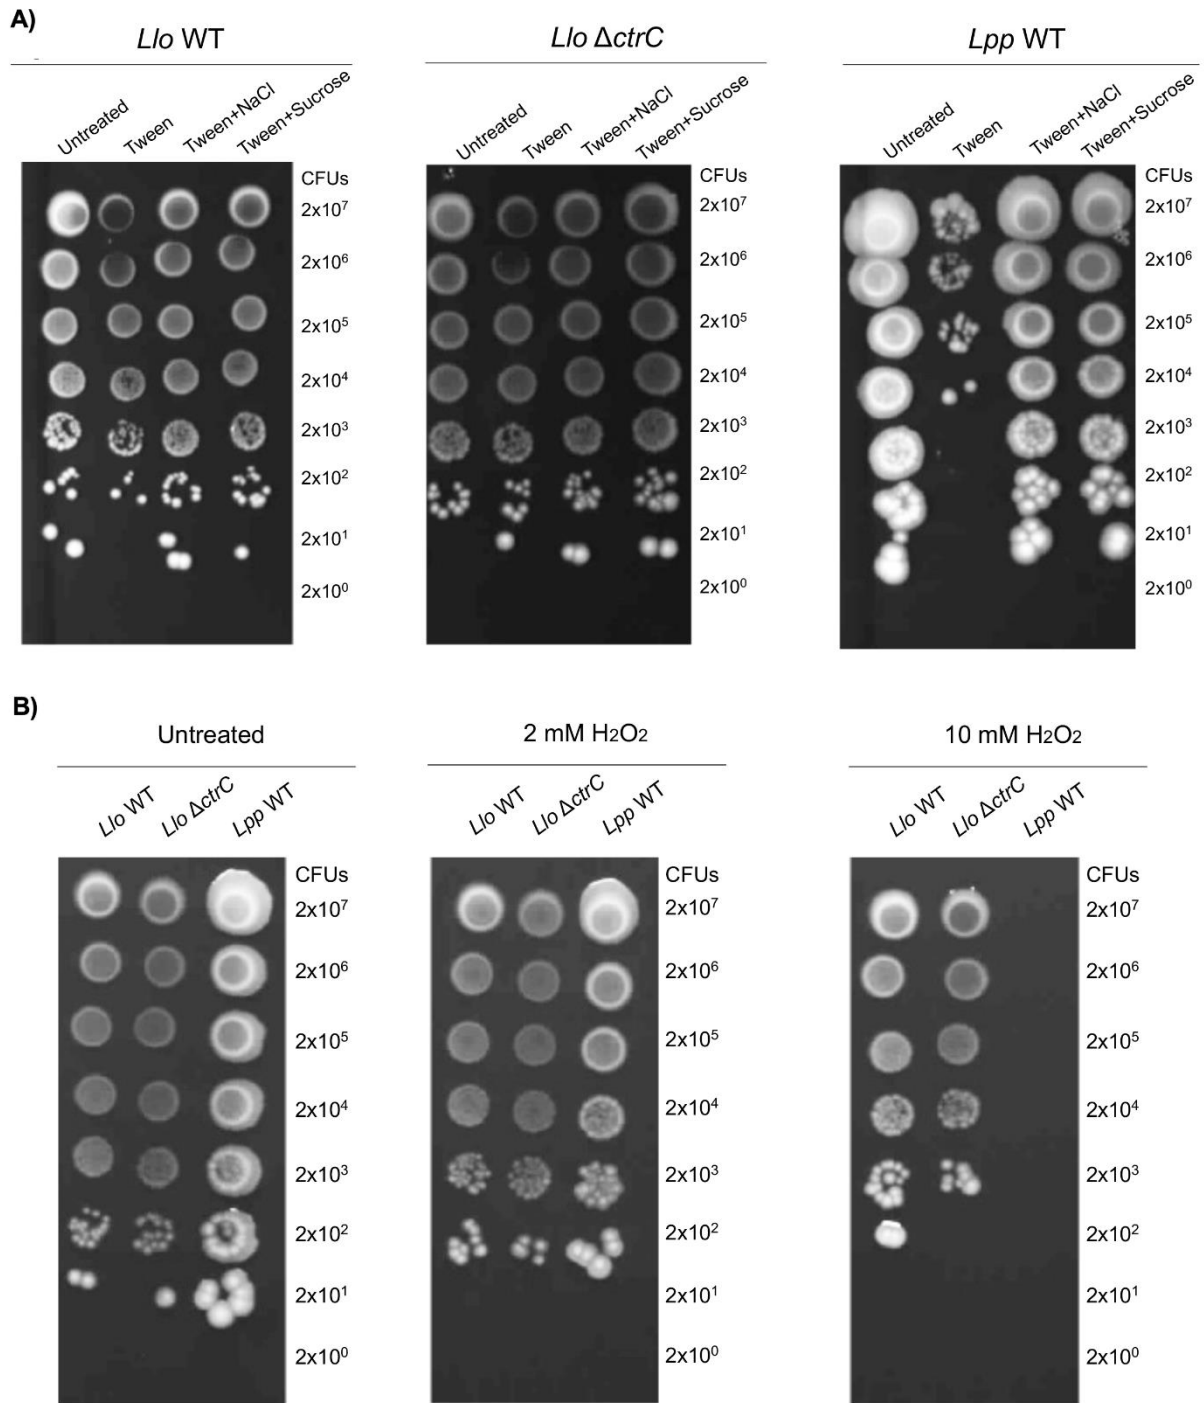 A)
Llo WT
Llo ΔctrC
Lpp WT
Untreated
Tween
Tween+NaCl
Tween+Sucrose
Untreated
Tween
Tween+NaCl
Tween+Sucrose
Untreated
Tween
Tween+NaCl
Tween+Sucrose
CFUs
2x10⁷
2x10⁶
2x10⁵
2x10⁴
2x10³
2x10²
2x10¹
2x10⁰
CFUs
2x10⁷
2x10⁶
2x10⁵
2x10⁴
2x10³
2x10²
2x10¹
2x10⁰
CFUs
2x10⁷
2x10⁶
2x10⁵
2x10⁴
2x10³
2x10²
2x10¹
2x10⁰
B)
Untreated
2 mM H₂O₂
10 mM H₂O₂
Llo WT
Llo ΔctrC
Lpp WT
Llo WT
Llo ΔctrC
Lpp WT
Llo WT
Llo ΔctrC
Lpp WT
CFUs
2x10⁷
2x10⁶
2x10⁵
2x10⁴
2x10³
2x10²
2x10¹
2x10⁰
CFUs
2x10⁷
2x10⁶
2x10⁵
2x10⁴
2x10³
2x10²
2x10¹
2x10⁰
CFUs
2x10⁷
2x10⁶
2x10⁵
2x10⁴
2x10³
2x10²
2x10¹
2x10⁰